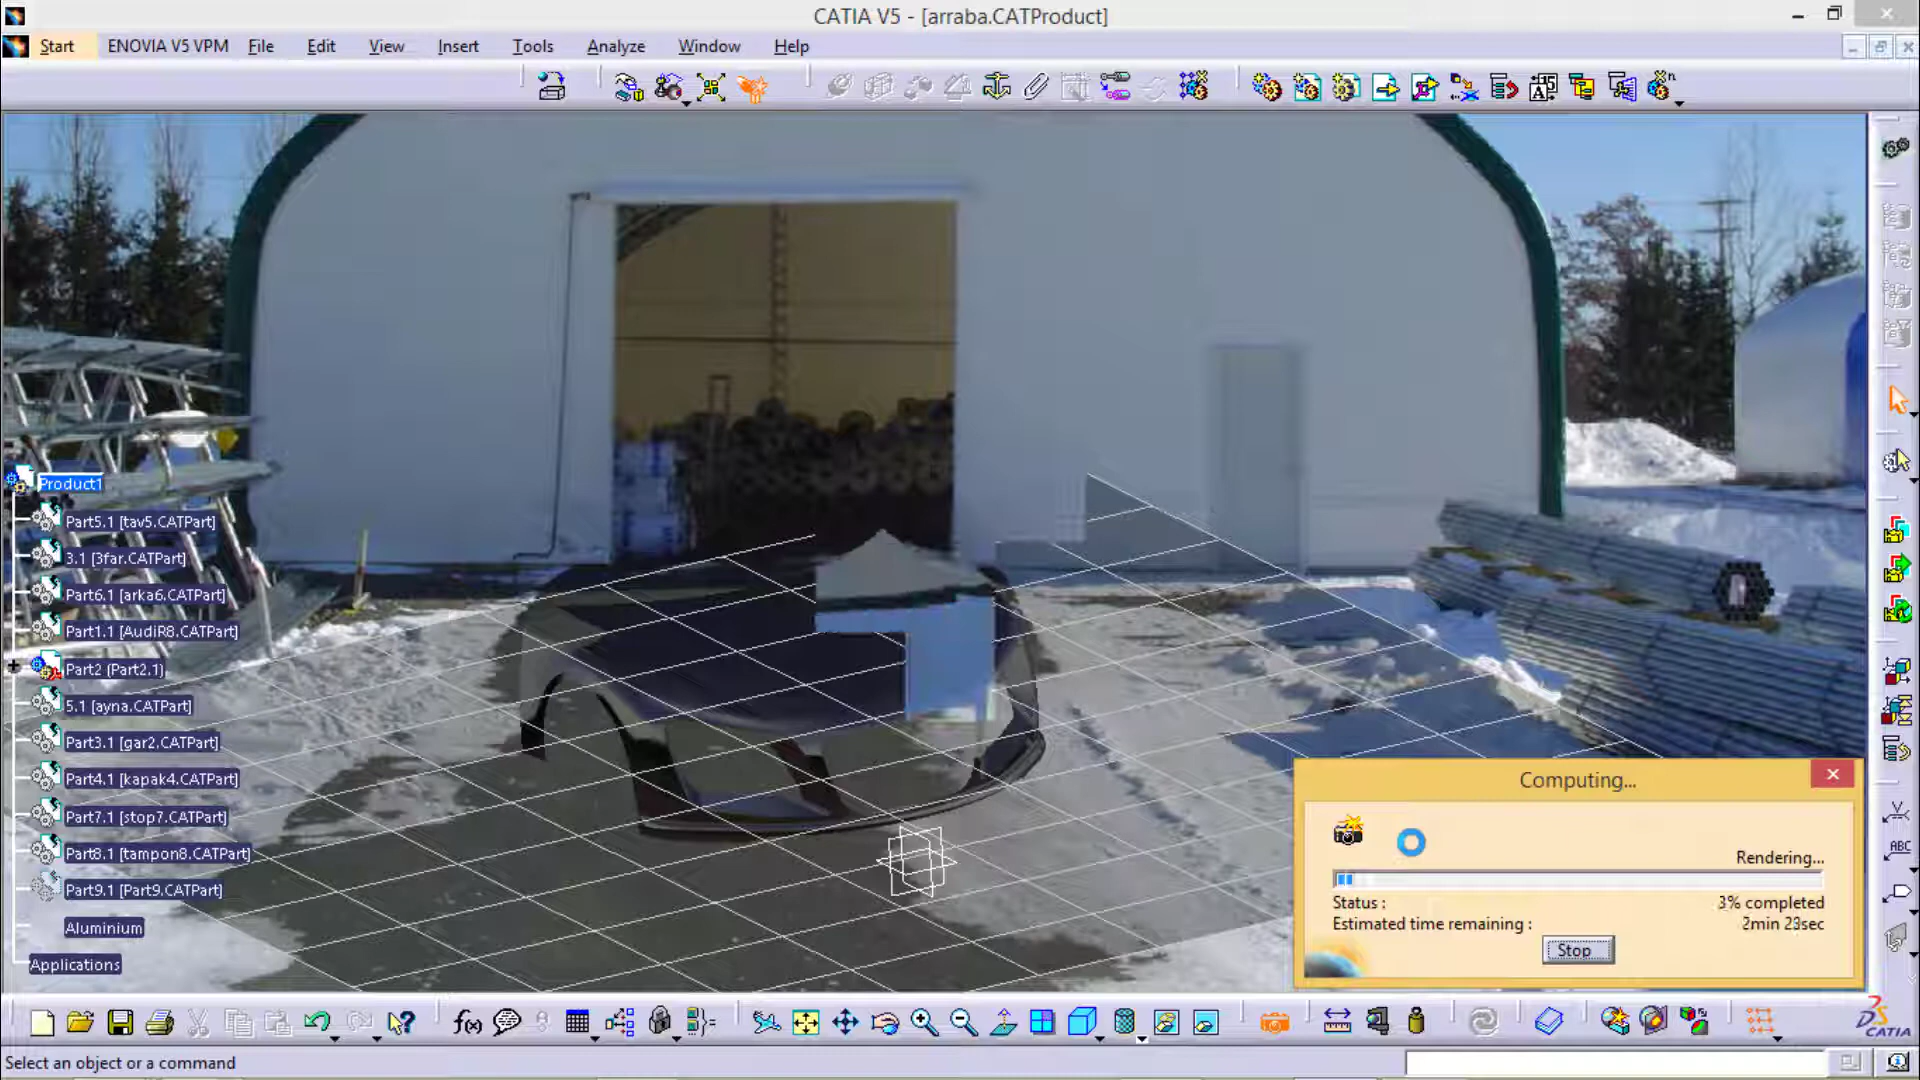 CATIA V5 - [arraba.CATProduct]
Start ENOVIA V5 VPM File Edit View Insert Tools Analyze Window Help
Product1
Part5.1 [tav5.CATPart]
3.1 [3far.CATPart]
Part6.1 [arka6.CATPart]
Part1.1 [AudiR8.CATPart]
Part2 (Part2.1)
5.1 [ayna.CATPart]
Part3.1 [gar2.CATPart]
Part4.1 [kapak4.CATPart]
Part7.1 [stop7.CATPart]
Part8.1 [tampon8.CATPart]
Part9.1 [Part9.CATPart]
Aluminium
Applications
Computing...
Rendering...
Status : 3% completed
Estimated time remaining : 2min 23sec
Stop
ABC
f(x)
CATIA
Select an object or a command